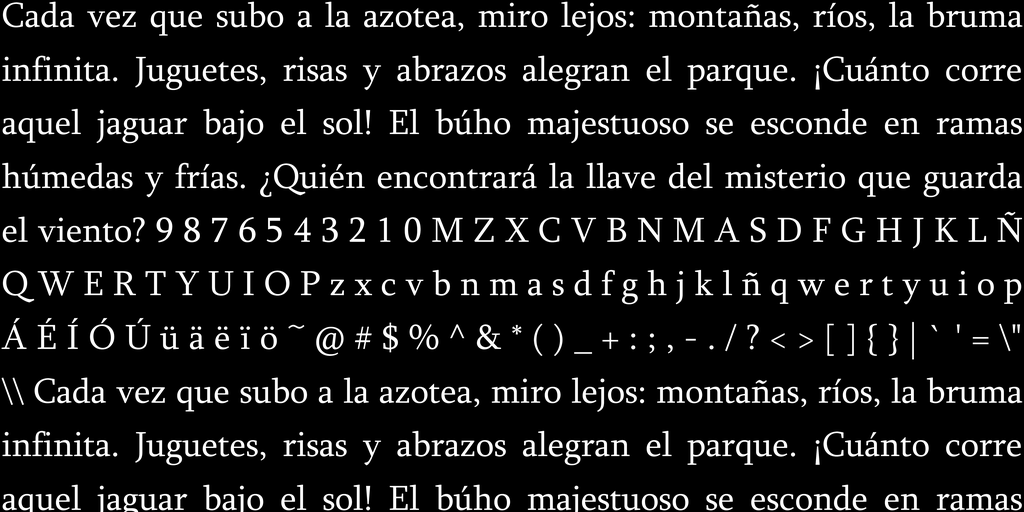 Cada vez que subo a la azotea, miro lejos: montañas, ríos, la bruma
infinita. Juguetes, risas y abrazos alegran el parque. ¡Cuánto corre
aquel jaguar bajo el sol! El búho majestuoso se esconde en ramas
húmedas y frías. ¿Quién encontrará la llave del misterio que guarda
el viento? 9 8 7 6 5 4 3 2 1 0 M Z X C V B N M A S D F G H J K L Ñ
Q W E R T Y U I O P z x c v b n m a s d f g h j k l ñ q w e r t y u i o p
Á É Í Ó Ú ü ä ë ï ö ~ @ # $ % ^ & * ( ) _ + : ; , - . / ? < > [ ] { } | ` ' = \"
\\ Cada vez que subo a la azotea, miro lejos: montañas, ríos, la bruma
infinita. Juguetes, risas y abrazos alegran el parque. ¡Cuánto corre
aquel jaguar bajo el sol! El búho majestuoso se esconde en ramas